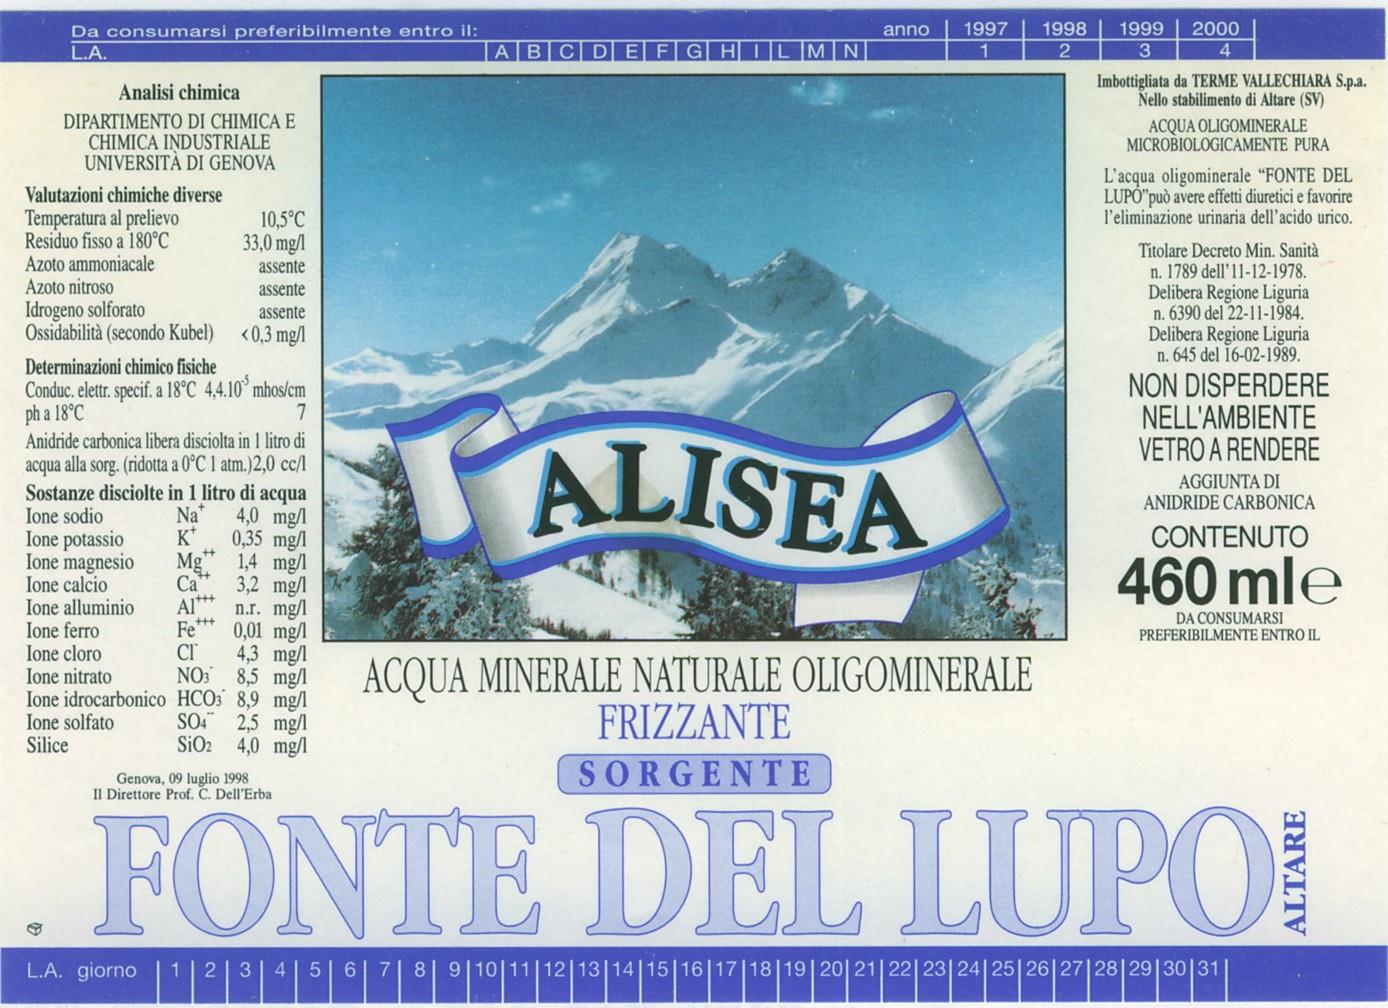 Da consumarsi preferibilmente entro il: anno 1997 1998 1999 2000
L.A. A B C D E F G H I L M N 1 2 3 4
Analisi chimica
DIPARTIMENTO DI CHIMICA E
CHIMICA INDUSTRIALE
UNIVERSITÀ DI GENOVA
Valutazioni chimiche diverse
Temperatura al prelievo 10,5°C
Residuo fisso a 180°C 33,0 mg/l
Azoto ammoniacale assente
Azoto nitroso assente
Idrogeno solforato assente
Ossidabilità (secondo Kubel) <0,3 mg/l
Determinazioni chimico fisiche
Conduc. elettr. specif. a 18°C 4,4.10⁻⁵ mhos/cm
ph a 18°C 7
Anidride carbonica libera disciolta in 1 litro di
acqua alla sorg. (ridotta a 0°C 1 atm.)2,0 cc/l
Sostanze disciolte in 1 litro di acqua
Ione sodio Na⁺ 4,0 mg/l
Ione potassio K⁺ 0,35 mg/l
Ione magnesio Mg⁺⁺ 1,4 mg/l
Ione calcio Ca⁺⁺ 3,2 mg/l
Ione alluminio Al⁺⁺⁺ n.r. mg/l
Ione ferro Fe⁺⁺⁺ 0,01 mg/l
Ione cloro Cl⁻ 4,3 mg/l
Ione nitrato NO₃⁻ 8,5 mg/l
Ione idrocarbonico HCO₃⁻ 8,9 mg/l
Ione solfato SO₄⁻⁻ 2,5 mg/l
Silice SiO₂ 4,0 mg/l
Genova, 09 luglio 1998
Il Direttore Prof. C. Dell'Erba
ALISEA
ACQUA MINERALE NATURALE OLIGOMINERALE
FRIZZANTE
SORGENTE
FONTE DEL LUPO
ALTARE
Imbottigliata da TERME VALLECHIARA S.p.a.
Nello stabilimento di Altare (SV)
ACQUA OLIGOMINERALE
MICROBIOLOGICAMENTE PURA
L'acqua oligominerale “FONTE DEL
LUPO”può avere effetti diuretici e favorire
l'eliminazione urinaria dell'acido urico.
Titolare Decreto Min. Sanità
n. 1789 dell'11-12-1978.
Delibera Regione Liguria
n. 6390 del 22-11-1984.
Delibera Regione Liguria
n. 645 del 16-02-1989.
NON DISPERDERE
NELL'AMBIENTE
VETRO A RENDERE
AGGIUNTA DI
ANIDRIDE CARBONICA
CONTENUTO
460 ml e
DA CONSUMARSI
PREFERIBILMENTE ENTRO IL
L.A. giorno 1 2 3 4 5 6 7 8 9 10 11 12 13 14 15 16 17 18 19 20 21 22 23 24 25 26 27 28 29 30 31